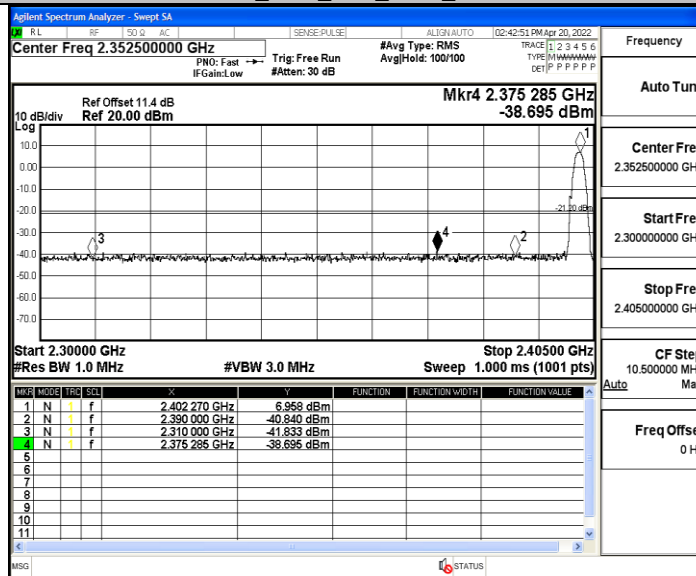 Agilent Spectrum Analyzer - Swept SA
RL RF 50 Ω AC SENSE:PULSE ALIGN AUTO 02:42:51 PM Apr 20, 2022
Center Freq 2.352500000 GHz
PNO: Fast
IFGain:Low
Trig: Free Run
#Atten: 30 dB
#Avg Type: RMS
Avg|Hold: 100/100
TRACE 1 2 3 4 5 6
TYPE M WWWWW
DET P P P P P P
Ref Offset 11.4 dB
Ref 20.00 dBm
10 dB/div
Log
Mkr4 2.375 285 GHz
-38.695 dBm
10.0
0.00
-10.0
-20.0
-30.0
-40.0
-50.0
-60.0
-70.0
1
-21.20 dBm
3
4
2
Start 2.30000 GHz Stop 2.40500 GHz
#Res BW 1.0 MHz #VBW 3.0 MHz Sweep 1.000 ms (1001 pts)
MKR MODE TRC SCL X Y FUNCTION FUNCTION WIDTH FUNCTION VALUE
1 N 1 f 2.402 270 GHz 6.958 dBm
2 N 1 f 2.390 000 GHz -40.840 dBm
3 N 1 f 2.310 000 GHz -41.833 dBm
4 N 1 f 2.375 285 GHz -38.695 dBm
5
6
7
8
9
10
11
MSG STATUS
Frequency
Auto Tun
Center Fre
2.352500000 GH
Start Fre
2.300000000 GH
Stop Fre
2.405000000 GH
CF Ste
10.500000 MH
Auto Ma
Freq Offse
0 H